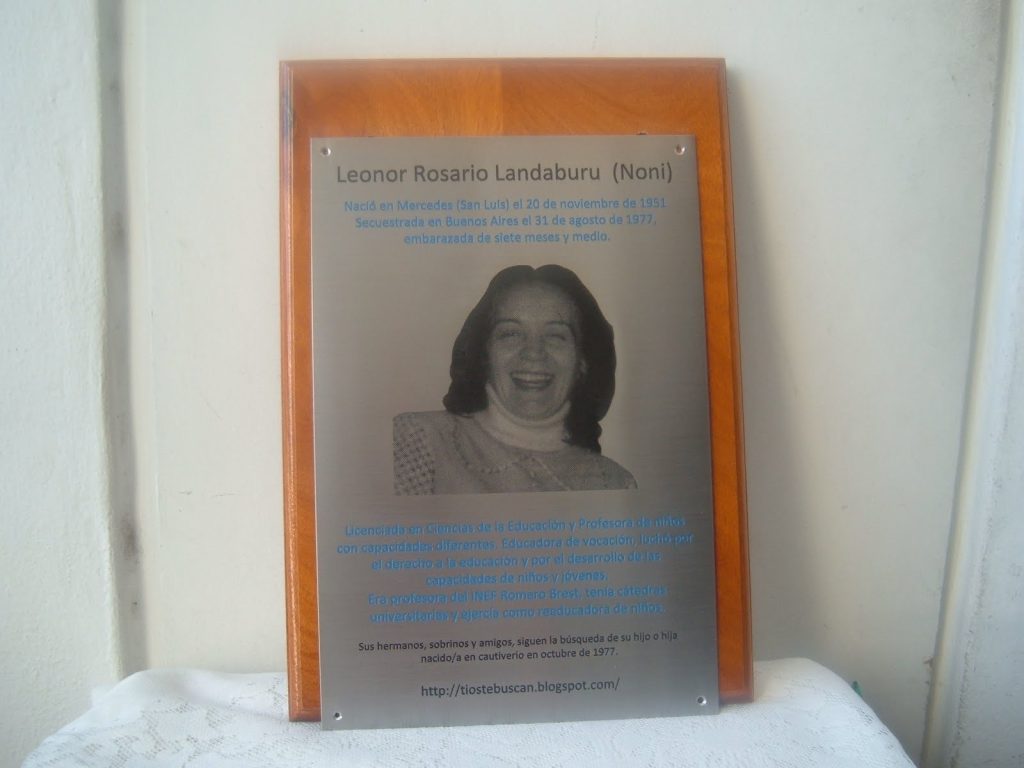 Leonor Rosario Landaburu (Noni)
Nació en Mercedes (San Luis) el 20 de noviembre de 1951
Secuestrada en Buenos Aires el 31 de agosto de 1977,
embarazada de siete meses y medio.
Licenciada en Ciencias de la Educación y Profesora de niños
con capacidades diferentes. Educadora de vocación, luchó por
el derecho a la educación y por el desarrollo de las
capacidades de niños y jóvenes.
Era profesora del INEF Romero Brest, tenía cátedras
universitarias y ejercía como reeducadora de niños.
Sus hermanos, sobrinos y amigos, siguen la búsqueda de su hijo o hija
nacido/a en cautiverio en octubre de 1977.
http://tiostebuscan.blogspot.com/